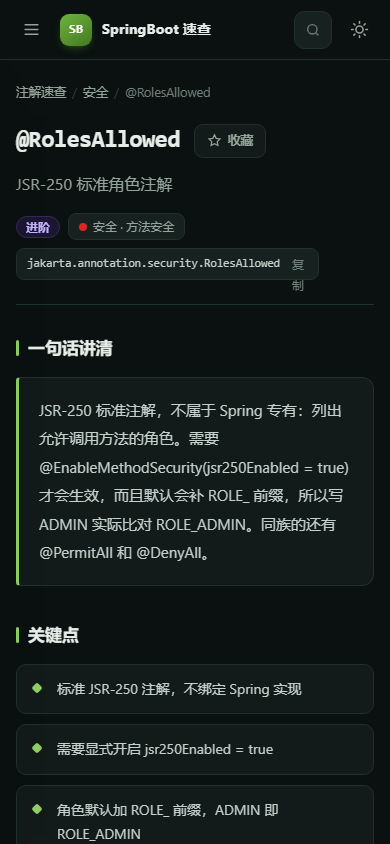 SB SpringBoot 速查
注解速查 / 安全 / @RolesAllowed
@RolesAllowed 收藏
JSR-250 标准角色注解
进阶 安全 · 方法安全
jakarta.annotation.security.RolesAllowed 复
制
一句话讲清
JSR-250 标准注解，不属于 Spring 专有：列出
允许调用方法的角色。需要
@EnableMethodSecurity(jsr250Enabled = true)
才会生效，而且默认会补 ROLE_ 前缀，所以写
ADMIN 实际比对 ROLE_ADMIN。同族的还有
@PermitAll 和 @DenyAll。
关键点
标准 JSR-250 注解，不绑定 Spring 实现
需要显式开启 jsr250Enabled = true
角色默认加 ROLE_ 前缀，ADMIN 即
ROLE_ADMIN